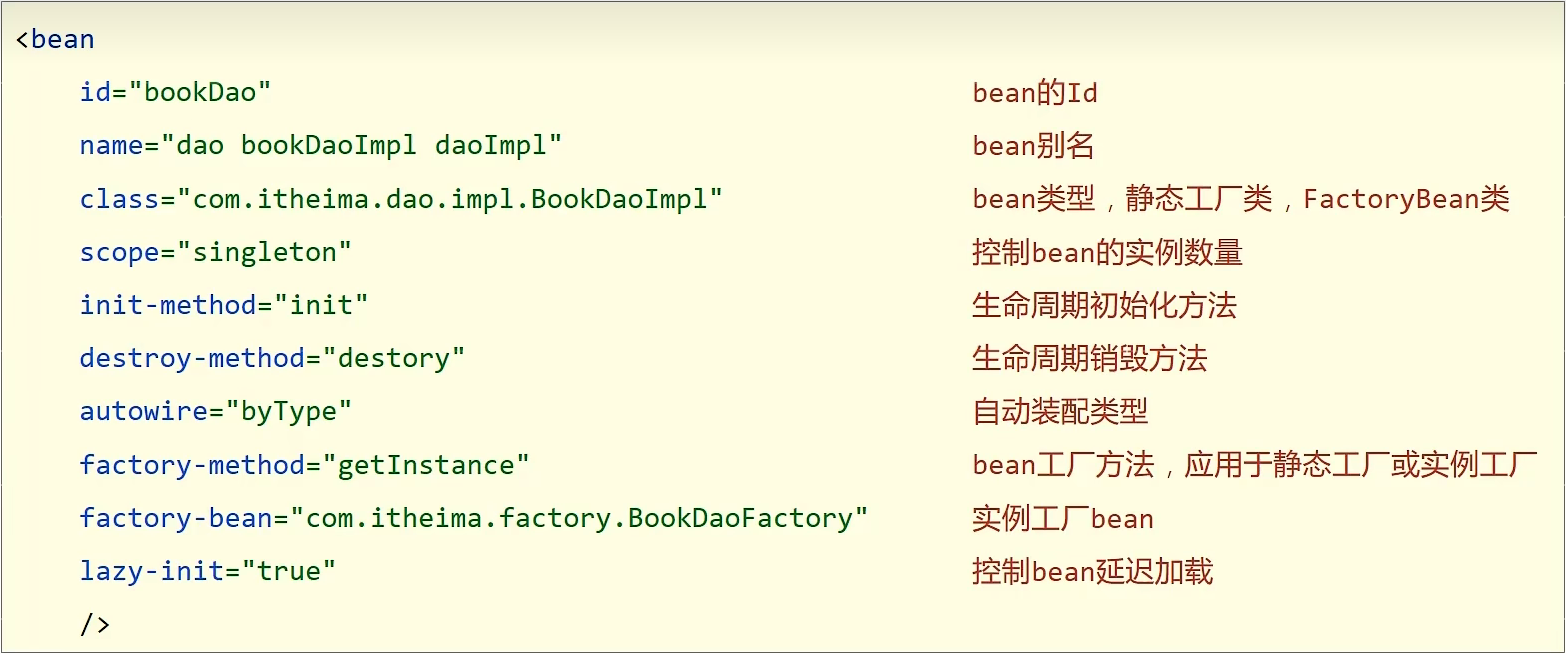 <bean
id="bookDao" bean的Id
name="dao bookDaoImpl daoImpl" bean别名
class="com.itheima.dao.impl.BookDaoImpl" bean类型，静态工厂类，FactoryBean类
scope="singleton" 控制bean的实例数量
init-method="init" 生命周期初始化方法
destroy-method="destory" 生命周期销毁方法
autowire="byType" 自动装配类型
factory-method="getInstance" bean工厂方法，应用于静态工厂或实例工厂
factory-bean="com.itheima.factory.BookDaoFactory" 实例工厂bean
lazy-init="true" 控制bean延迟加载
/>